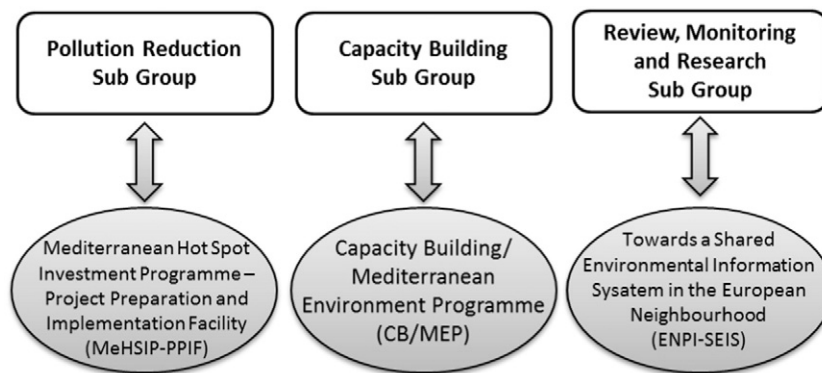 Pollution Reduction
Sub Group
Capacity Building
Sub Group
Review, Monitoring
and Research
Sub Group
Mediterranean Hot Spot
Investment Programme –
Project Preparation and
Implementation Facility
(MeHSIP-PPIF)
Capacity Building/
Mediterranean
Environment Programme
(CB/MEP)
Towards a Shared
Environmental Information
Sysatem in the European
Neighbourhood
(ENPI-SEIS)